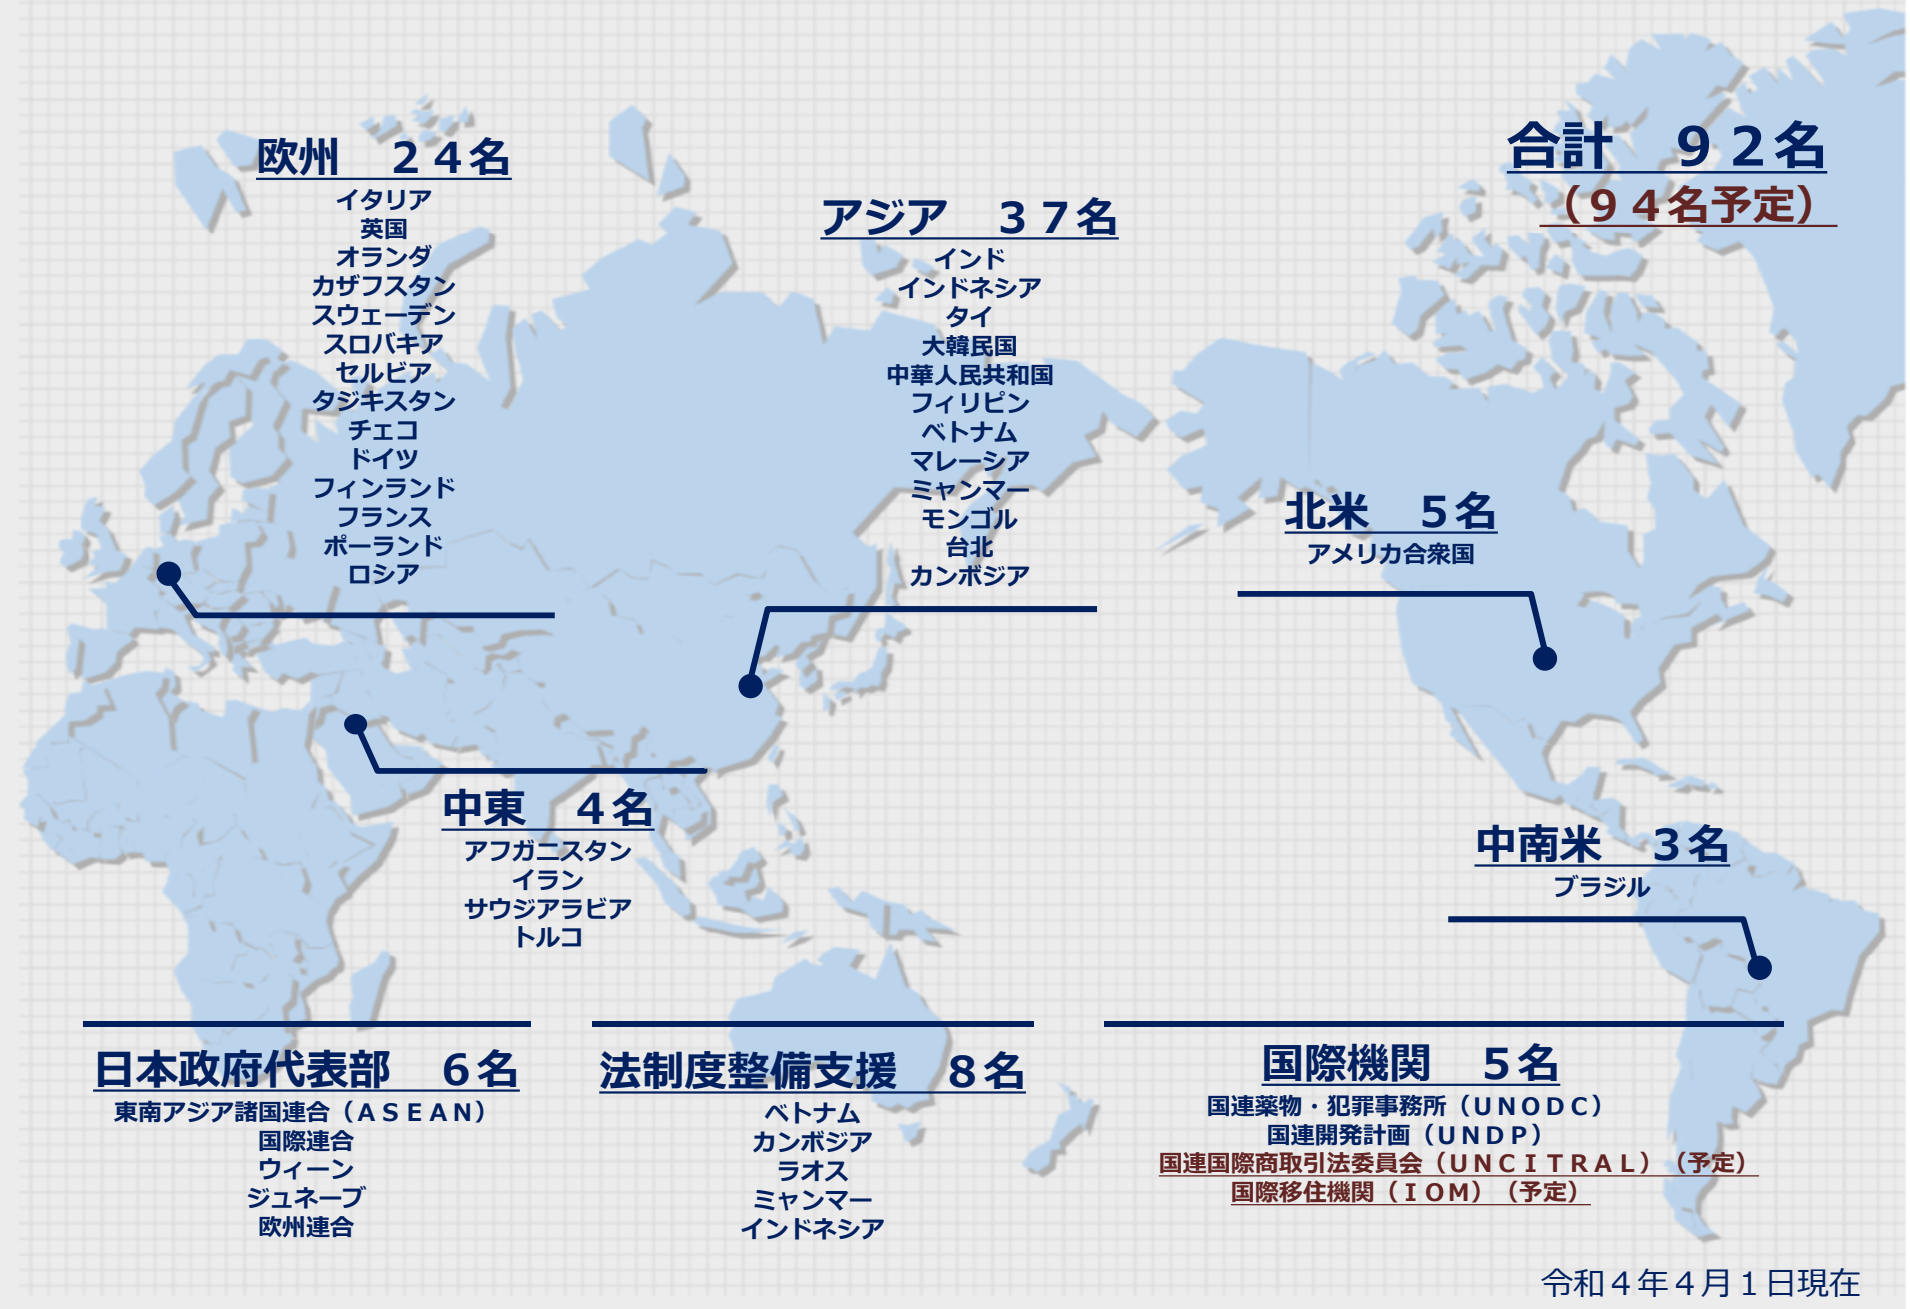 欧州　２４名
イタリア
英国
オランダ
カザフスタン
スウェーデン
スロバキア
セルビア
タジキスタン
チェコ
ドイツ
フィンランド
フランス
ポーランド
ロシア
アジア　３７名
インド
インドネシア
タイ
大韓民国
中華人民共和国
フィリピン
ベトナム
マレーシア
ミャンマー
モンゴル
台北
カンボジア
合計　９２名
（９４名予定）
北米　５名
アメリカ合衆国
中東　４名
アフガニスタン
イラン
サウジアラビア
トルコ
中南米　３名
ブラジル
日本政府代表部　６名
東南アジア諸国連合（ＡＳＥＡＮ）
国際連合
ウィーン
ジュネーブ
欧州連合
法制度整備支援　８名
ベトナム
カンボジア
ラオス
ミャンマー
インドネシア
国際機関　５名
国連薬物・犯罪事務所（ＵＮＯＤＣ）
国連開発計画（ＵＮＤＰ）
国連国際商取引法委員会（ＵＮＣＩＴＲＡＬ）（予定）
国際移住機関（ＩＯＭ）（予定）
令和４年４月１日現在